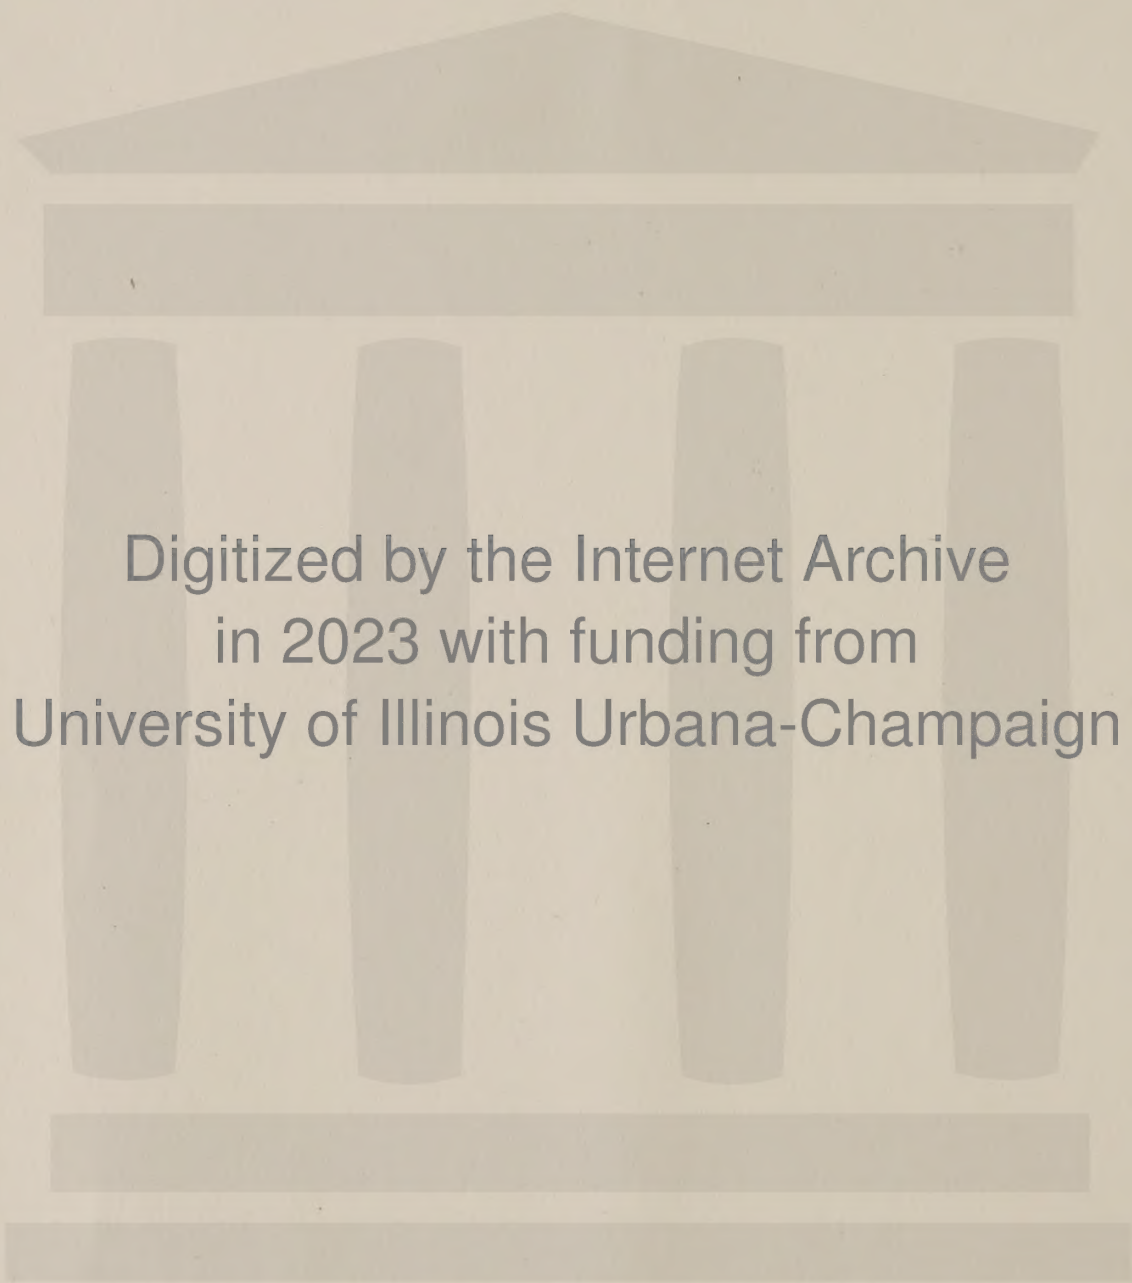 Digitized by the Internet Archive
in 2023 with funding from
University of Illinois Urbana-Champaign